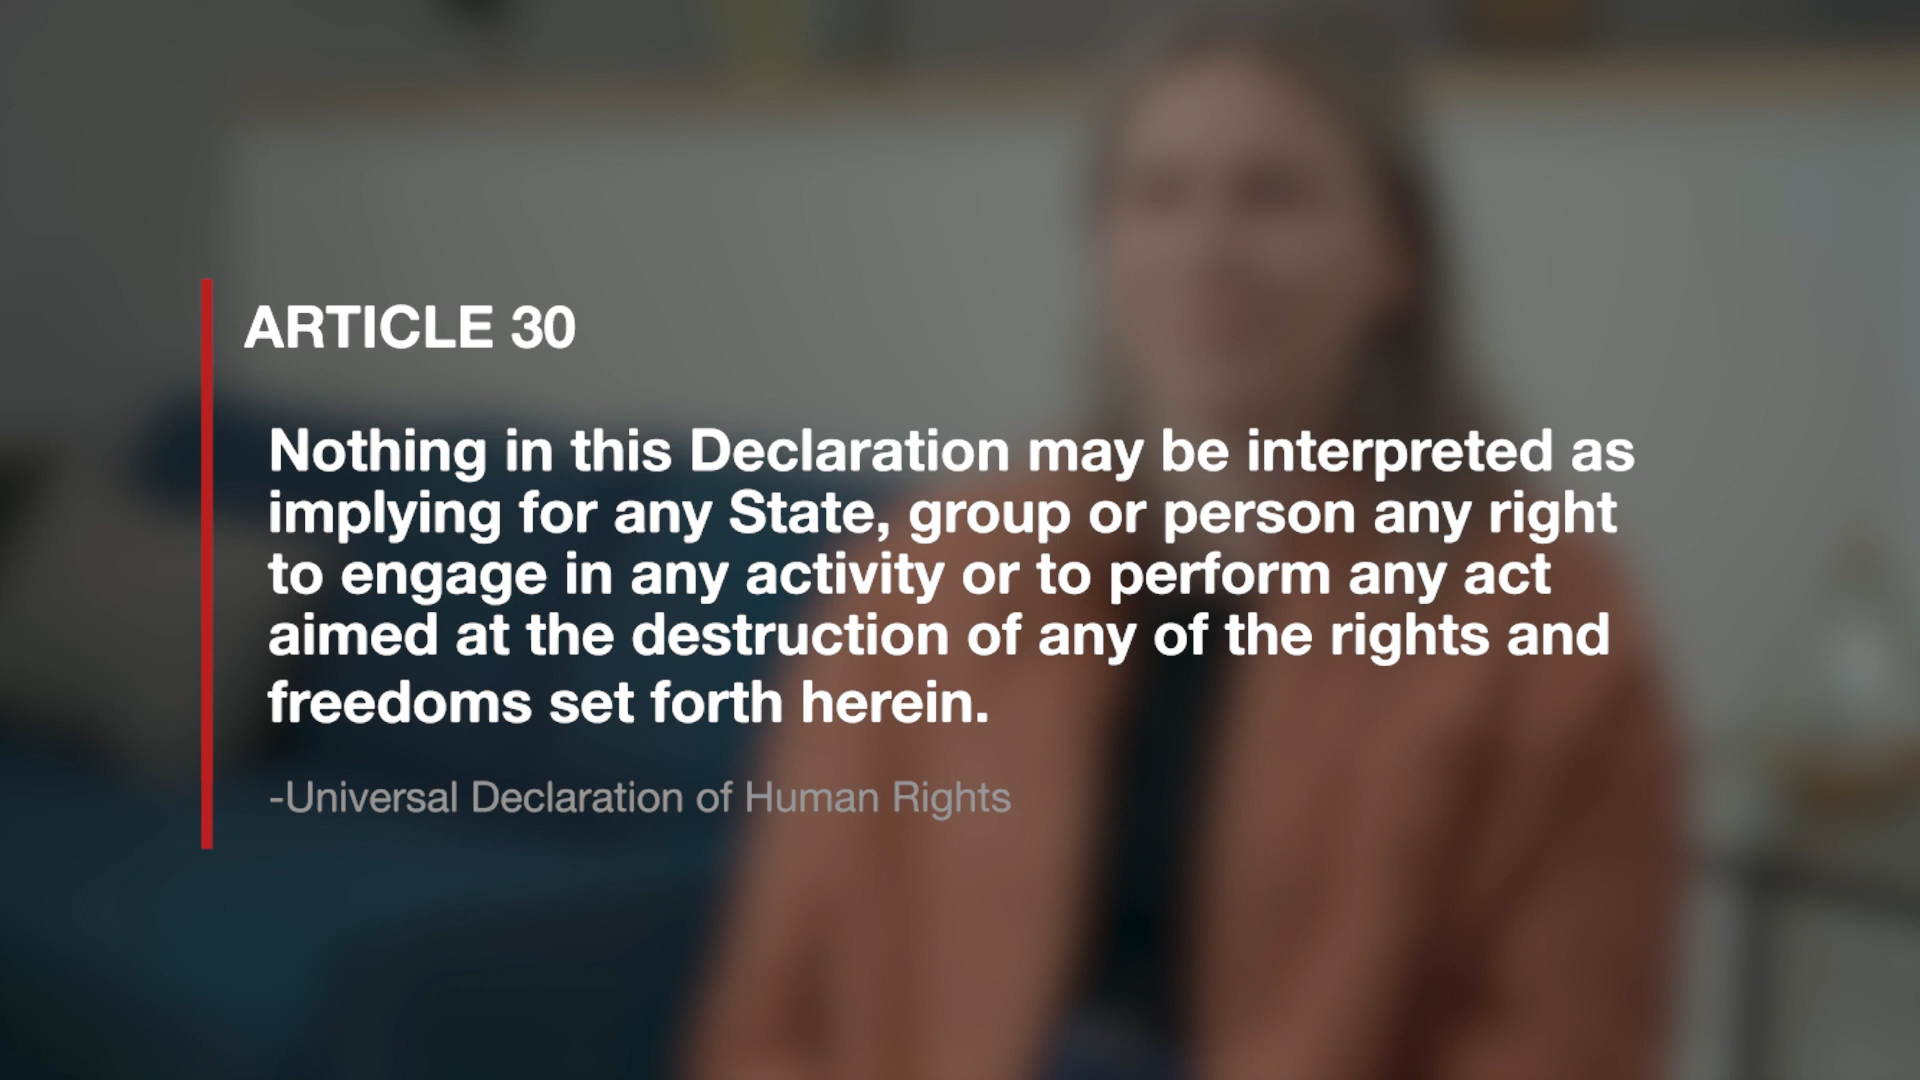 ARTICLE 30
Nothing in this Declaration may be interpreted as
implying for any State, group or person any right
to engage in any activity or to perform any act
aimed at the destruction of any of the rights and
freedoms set forth herein.
-Universal Declaration of Human Rights